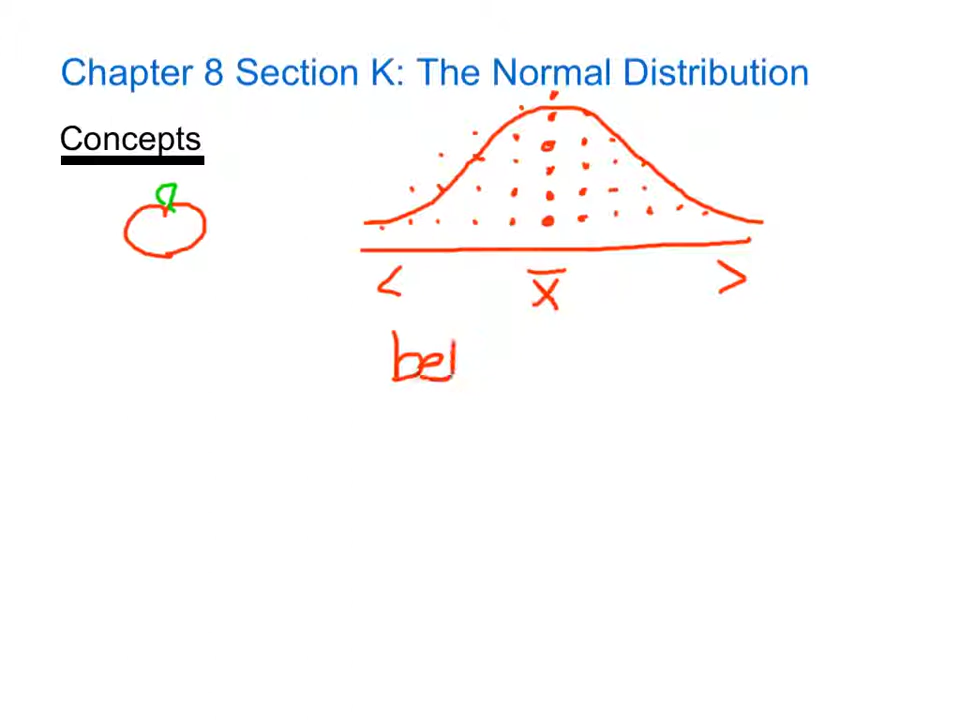 Chapter 8 Section K: The Normal Distribution
Concepts
< x̅ >
bel